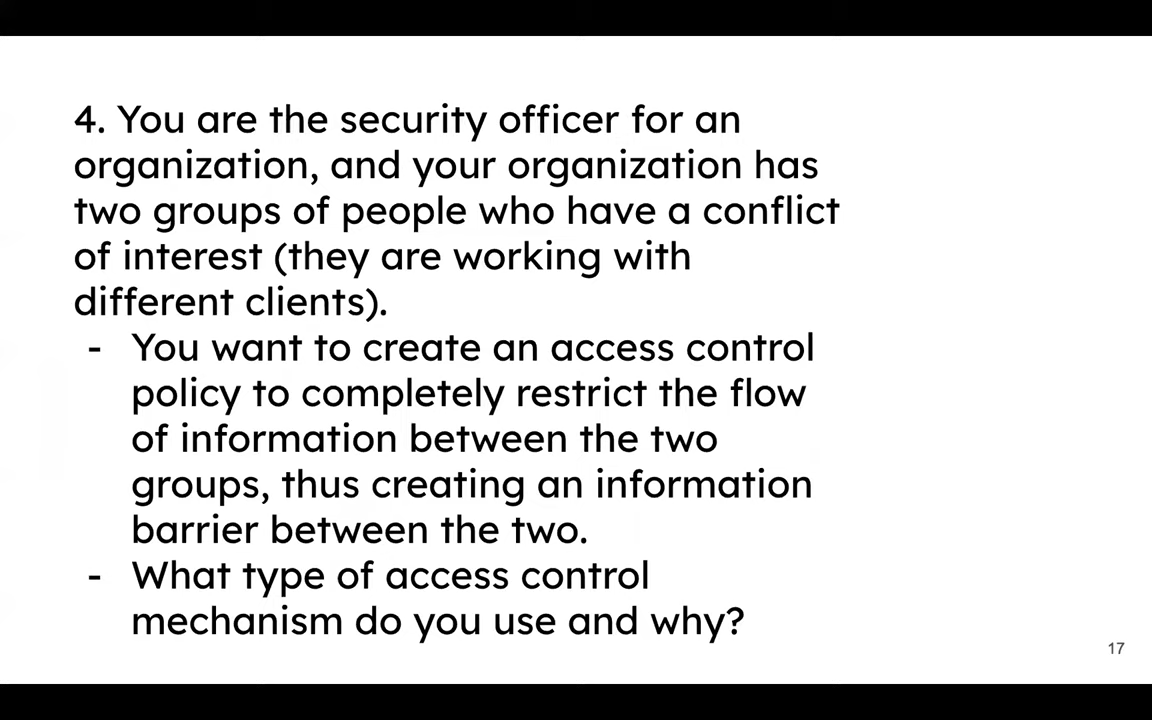 4. You are the security officer for an
organization, and your organization has
two groups of people who have a conflict
of interest (they are working with
different clients).
- You want to create an access control
policy to completely restrict the flow
of information between the two
groups, thus creating an information
barrier between the two.
- What type of access control
mechanism do you use and why?
17